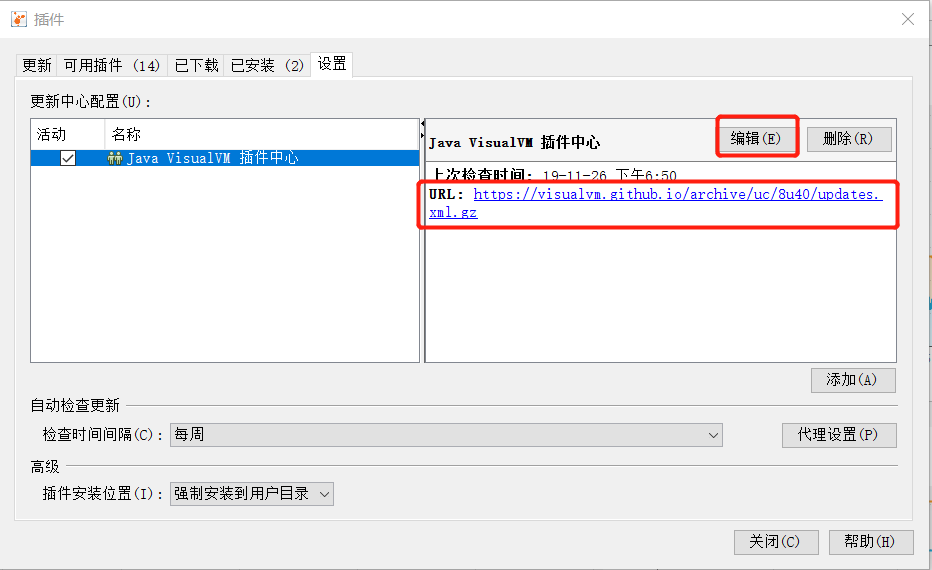 插件
更新 可用插件 (14) 已下载 已安装 (2) 设置
更新中心配置(U):
活动 名称
Java VisualVM 插件中心
Java VisualVM 插件中心
编辑(E) 删除(R)
上次检查时间: 19-11-26 下午6:50
URL: https://visualvm.github.io/archive/uc/8u40/updates.
xml.gz
添加(A)
自动检查更新
检查时间间隔(C): 每周 代理设置(P)
高级
插件安装位置(I): 强制安装到用户目录
关闭(C) 帮助(H)